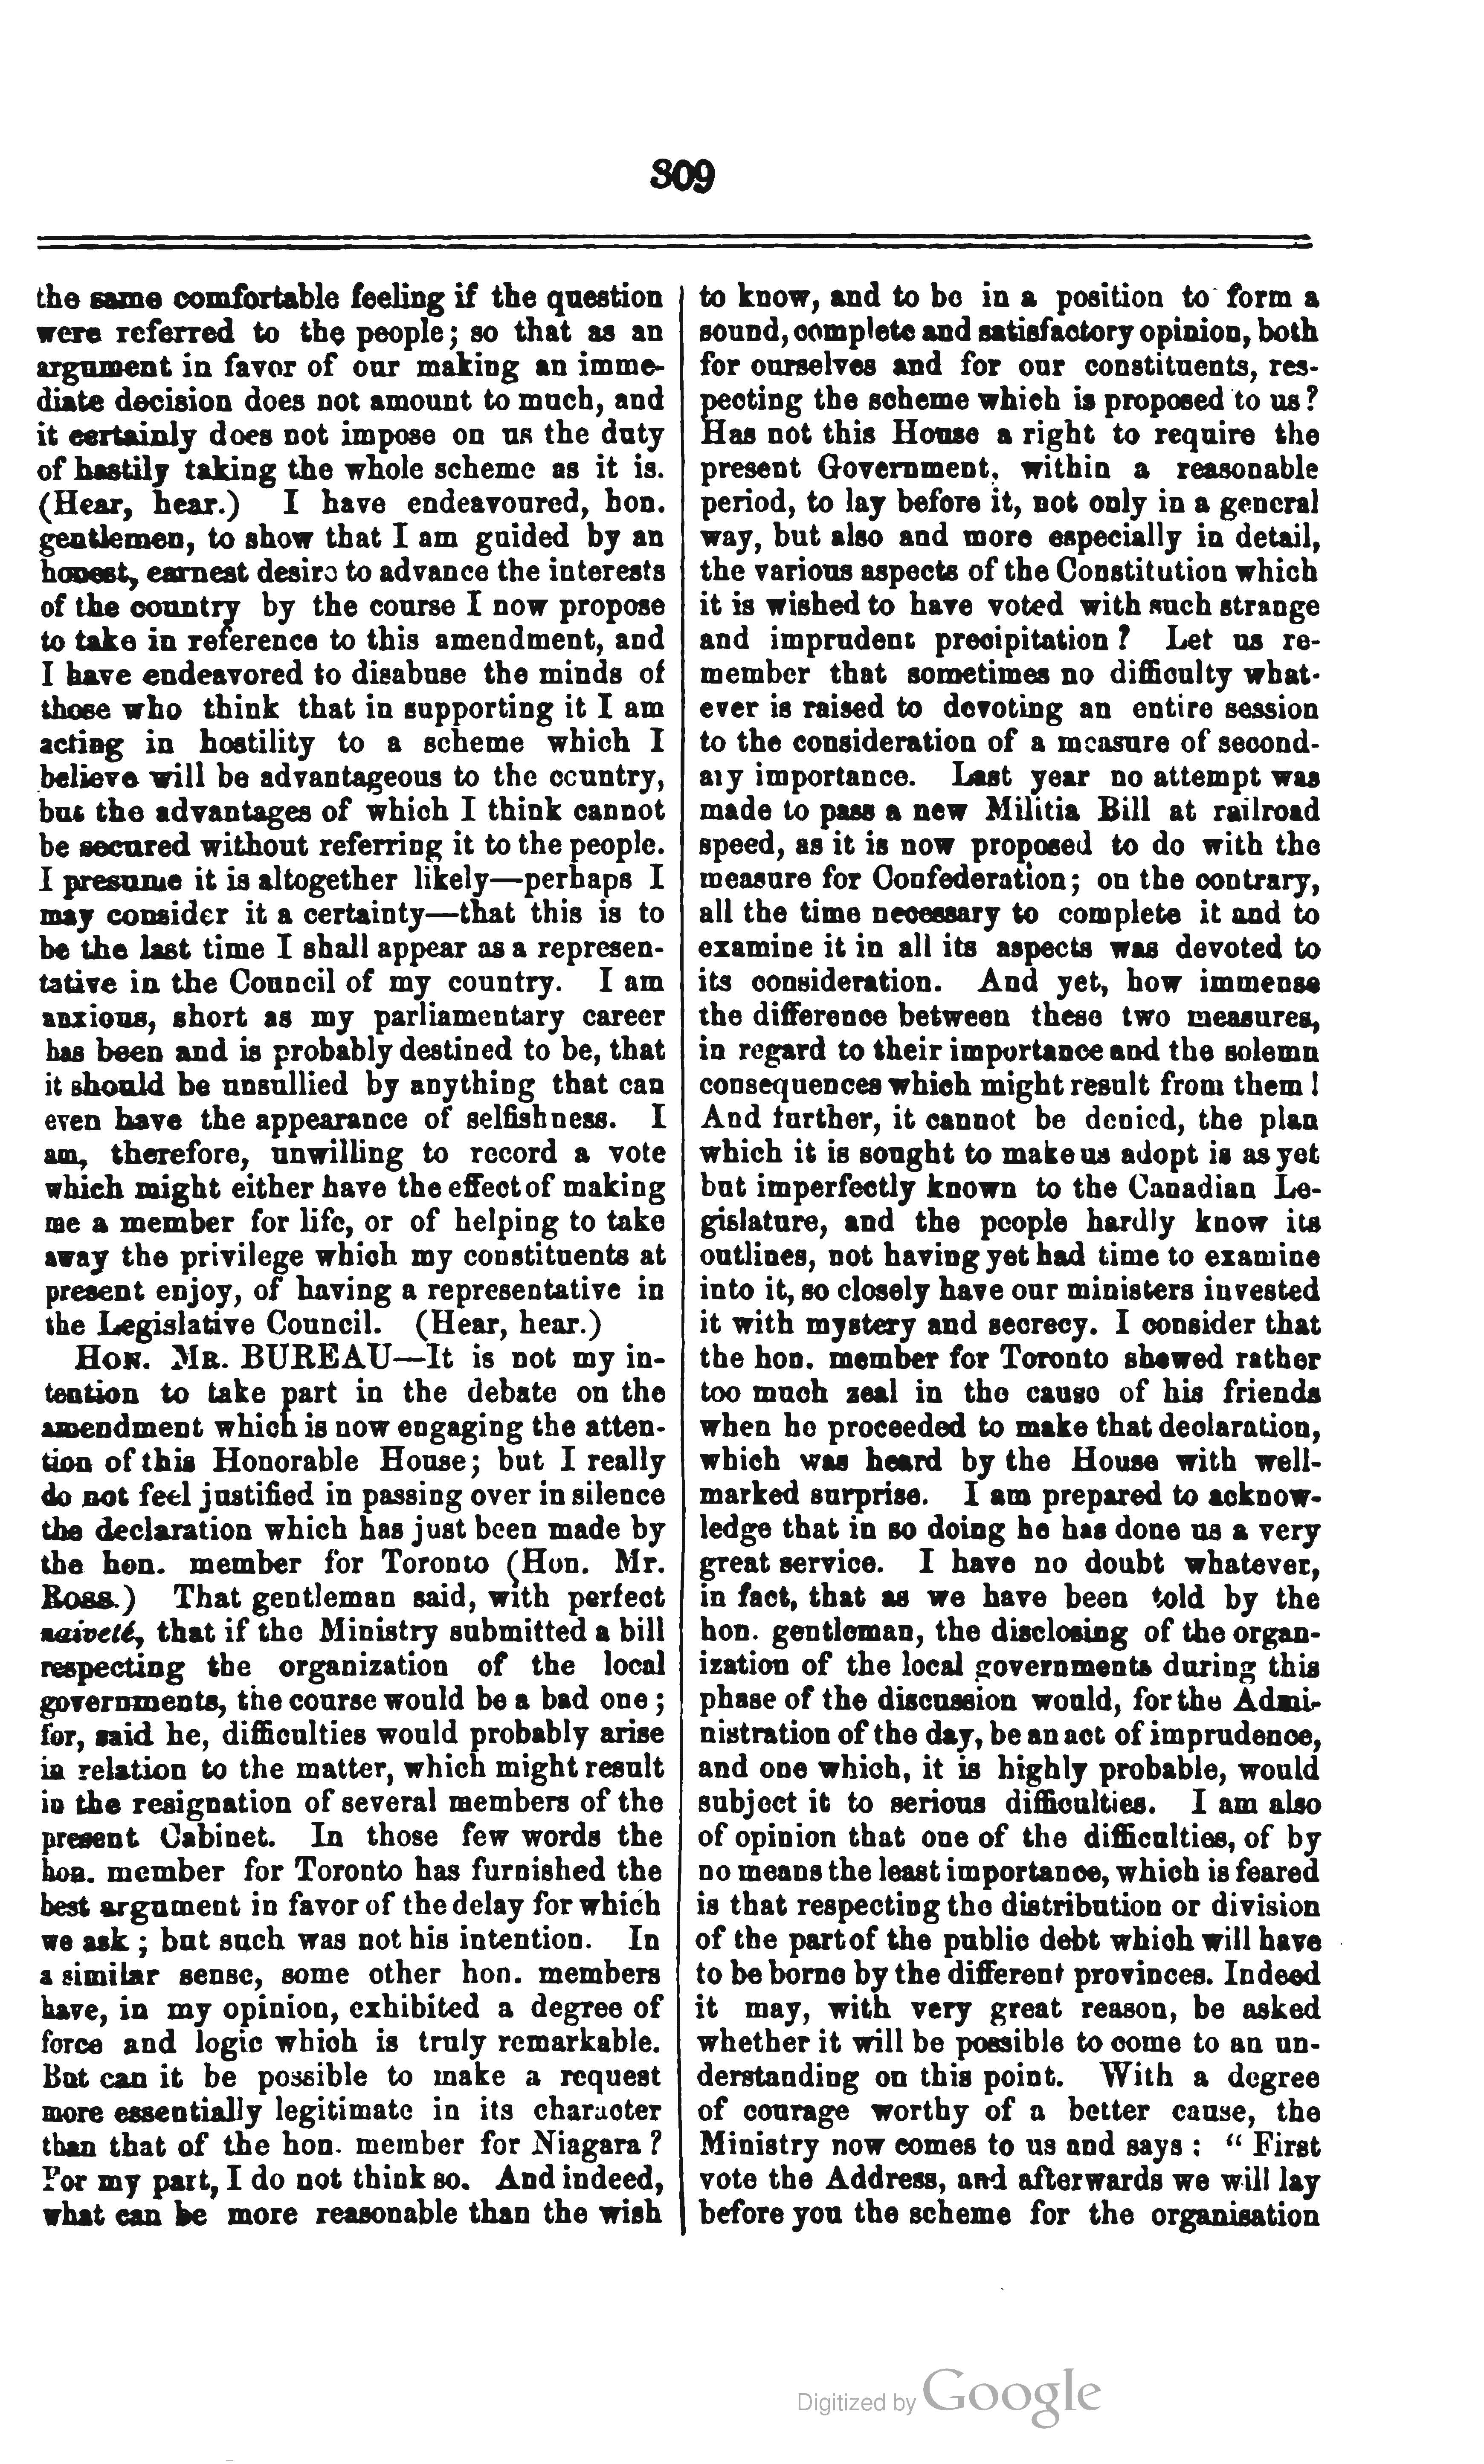 309
the same comfortable feeling if the question
were referred to the people; so that as an
argument in favor of our making an imme-
diate decision does not amount to much, and
it certainly does not impose on us the duty
of hastily taking the whole scheme as it is.
(Hear, hear.) I have endeavoured, hon.
gentlemen, to show that I am guided by an
honest, earnest desire to advance the interests
of the country by the course I now propose
to take in reference to this amendment, and
I have endeavored to disabuse the minds of
those who think that in supporting it I am
acting in hostility to a scheme which I
believe will be advantageous to the country,
but the advantages of which I think cannot
be secured without referring it to the people.
I presume it is altogether likely—perhaps I
may consider it a certainty—that this is to
be the last time I shall appear as a represen-
tative in the Council of my country. I am
anxious, short as my parliamentary career
has been and is probably destined to be, that
it should be unsullied by anything that can
even have the appearance of selfishness. I
am, therefore, unwilling to record a vote
which might either have the effect of making
me a member for life, or of helping to take
away the privilege which my constituents at
present enjoy, of having a representative in
the Legislative Council. (Hear, hear.)
HON. MR. BUREAU—It is not my in-
tention to take part in the debate on the
amendment which is now engaging the atten-
tion of this Honorable House; but I really
do not feel justified in passing over in silence
the declaration which has just been made by
the hon. member for Toronto (Hon. Mr.
ROSS.) That gentleman said, with perfect
naiveté, that if the Ministry submitted a bill
respecting the organization of the local
governments, the course would be a bad one;
for, said he, difficulties would probably arise
in relation to the matter, which might result
in the resignation of several members of the
present Cabinet. In those few words the
hon. member for Toronto has furnished the
best argument in favor of the delay for which
we ask; but such was not his intention. In
a similar sense, some other hon. members
have, in my opinion, exhibited a degree of
force and logic which is truly remarkable.
But can it be possible to make a request
more essentially legitimate in its character
than that of the hon. member for Niagara?
For my part, I do not think so. And indeed,
what can be more reasonable than the wish
to know, and to be in a position to form a
sound, complete and satisfactory opinion, both
for ourselves and for our constituents, res-
pecting the scheme which is proposed to us?
Has not this House a right to require the
present Government, within a reasonable
period, to lay before it, not only in a general
way, but also and more especially in detail,
the various aspects of the Constitution which
it is wished to have voted with such strange
and imprudent precipitation? Let us re-
member that sometimes no difficulty what-
ever is raised to devoting an entire session
to the consideration of a measure of second-
ary importance. Last year no attempt was
made to pass a new Militia Bill at railroad
speed, as it is now proposed to do with the
measure for Confederation; on the contrary,
all the time necessary to complete it and to
examine it in all its aspects was devoted to
its consideration. And yet, how immense
the difference between these two measures,
in regard to their importance and the solemn
consequences which might result from them!
And further, it cannot be denied, the plan
which it is sought to make us adopt is as yet
but imperfectly known to the Canadian Le-
gislature, and the people hardly know its
outlines, not having yet had time to examine
into it, so closely have our ministers invested
it with mystery and secrecy. I consider that
the hon. member for Toronto shewed rather
too much zeal in the cause of his friends
when he proceeded to make that declaration,
which was heard by the House with well-
marked surprise. I am prepared to acknow-
ledge that in so doing he has done us a very
great service. I have no doubt whatever,
in fact, that as we have been told by the
hon. gentleman, the disclosing of the organ-
ization of the local governments during this
phase of the discussion would, for the Admi-
nistration of the day, be an act of imprudence,
and one which, it is highly probable, would
subject it to serious difficulties. I am also
of opinion that one of the difficulties, of by
no means the least importance, which is feared
is that respecting the distribution or division
of the part of the public debt which will have
to be borne by the different provinces. Indeed
it may, with very great reason, be asked
whether it will be possible to come to an un-
derstanding on this point. With a degree
of courage worthy of a better cause, the
Ministry now comes to us and says: “First
vote the Address, and afterwards we will lay
before you the scheme for the organisation
Digitized by Google